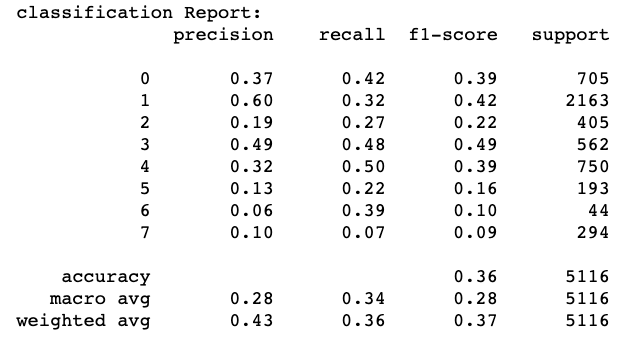 classification Report:
precision recall f1-score support
0 0.37 0.42 0.39 705
1 0.60 0.32 0.42 2163
2 0.19 0.27 0.22 405
3 0.49 0.48 0.49 562
4 0.32 0.50 0.39 750
5 0.13 0.22 0.16 193
6 0.06 0.39 0.10 44
7 0.10 0.07 0.09 294
accuracy 0.36 5116
macro avg 0.28 0.34 0.28 5116
weighted avg 0.43 0.36 0.37 5116